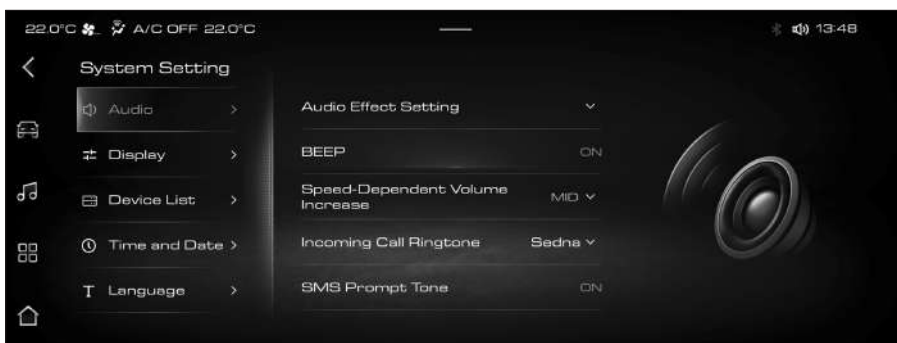 22.0°C A/C OFF 22.0°C 13:48
System Setting
Audio
Display
Device List
Time and Date
T Language
Audio Effect Setting
BEEP ON
Speed-Dependent Volume
Increase MID
Incoming Call Ringtone Sedna
SMS Prompt Tone ON